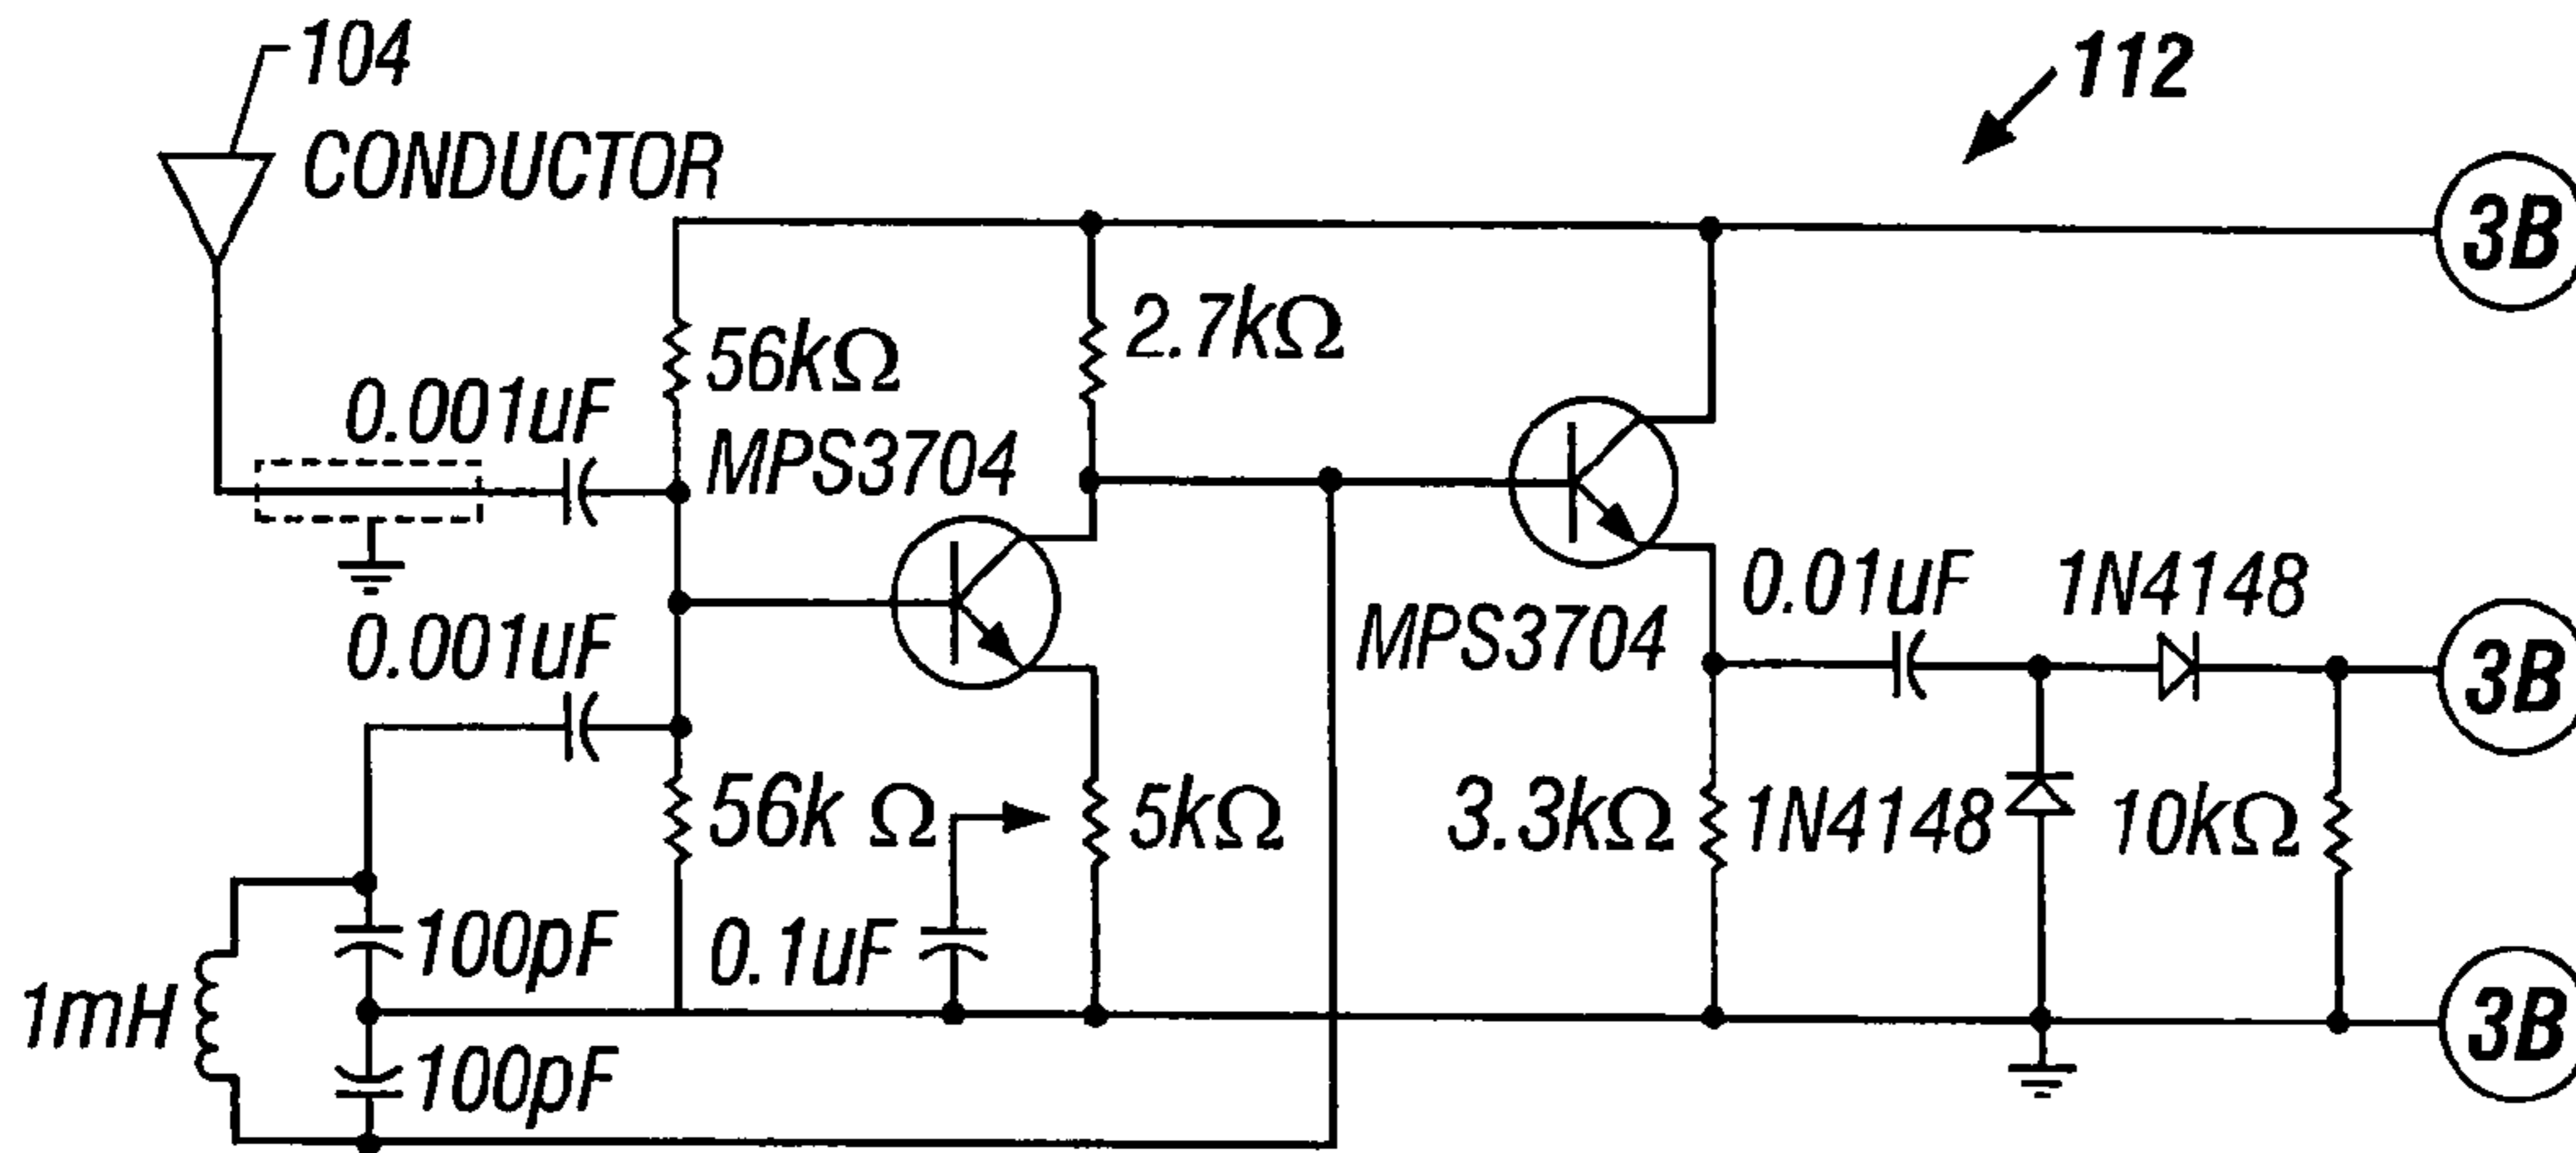 104
CONDUCTOR
112
3B
56kΩ
2.7kΩ
0.001uF
MPS3704
0.001uF
MPS3704
0.01uF
1N4148
3B
56k Ω
5kΩ
3.3kΩ
1N4148
10kΩ
0.1uF
100pF
1mH
3B
100pF